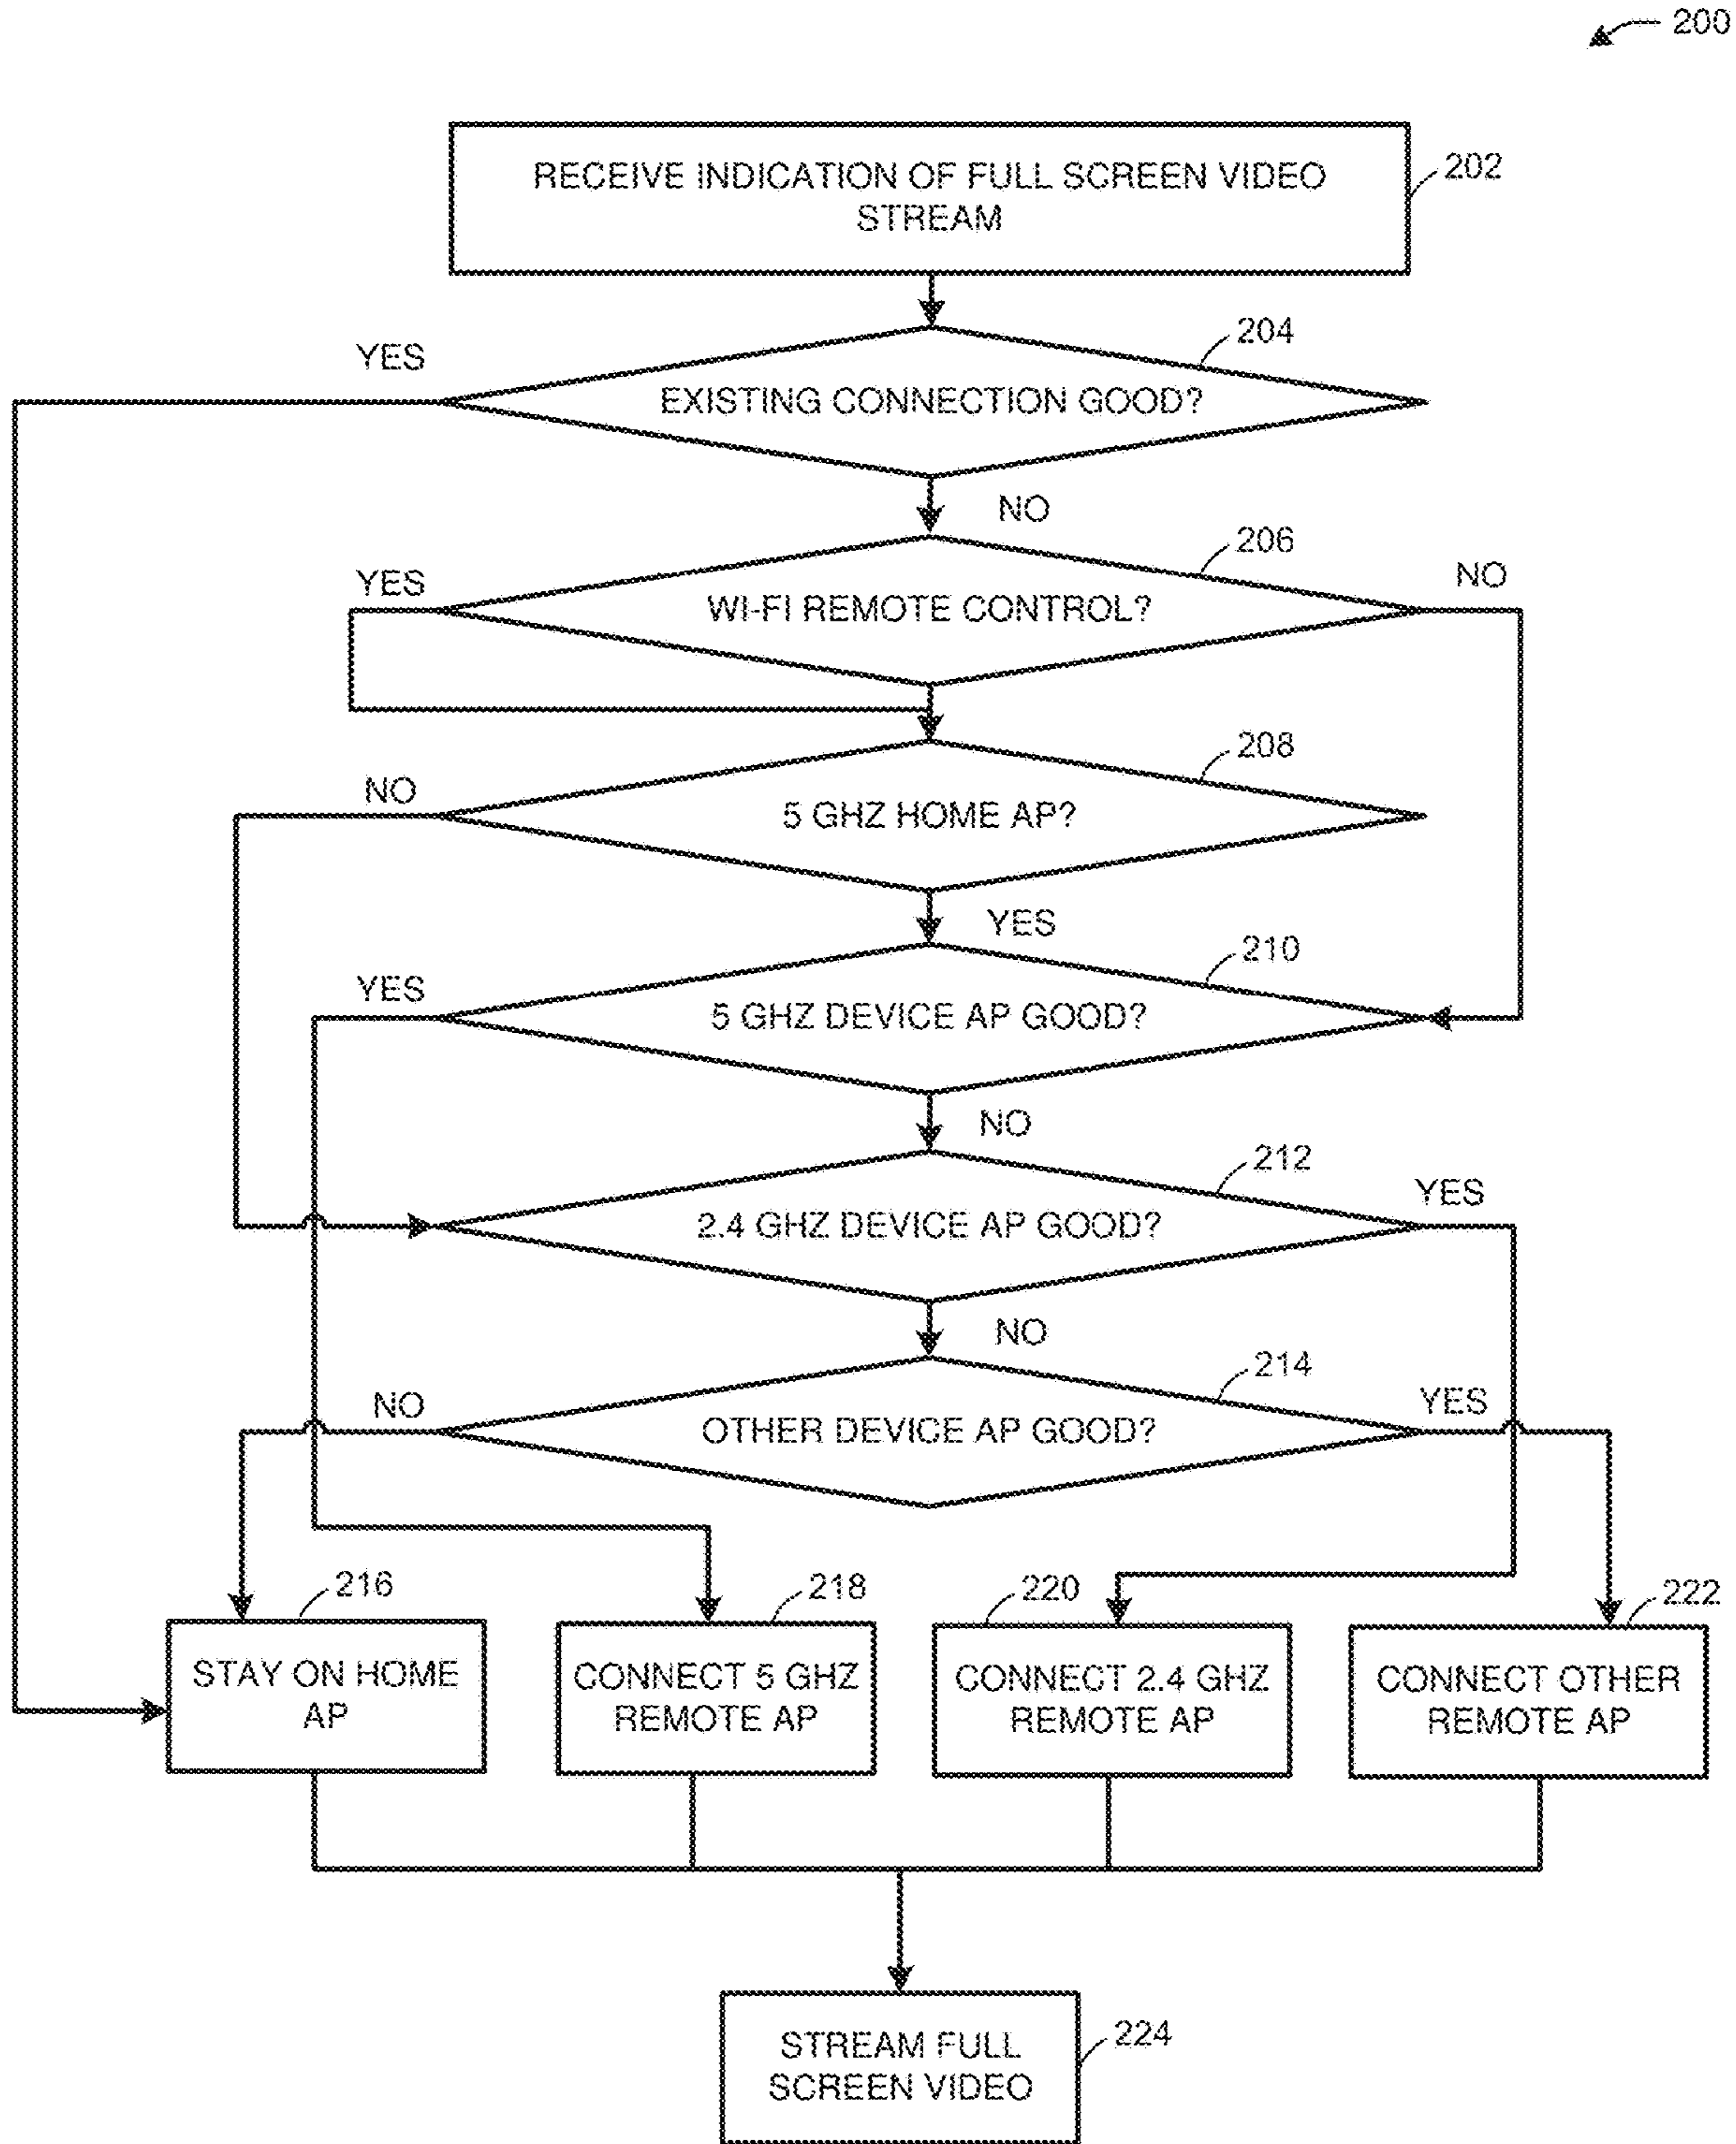 200
RECEIVE INDICATION OF FULL SCREEN VIDEO
STREAM
202
204
YES
EXISTING CONNECTION GOOD?
NO
206
YES
NO
WI-FI REMOTE CONTROL?
208
NO
5 GHZ HOME AP?
YES
210
YES
5 GHZ DEVICE AP GOOD?
NO
212
YES
2.4 GHZ DEVICE AP GOOD?
NO
214
NO
YES
OTHER DEVICE AP GOOD?
216
218
220
222
STAY ON HOME
AP
CONNECT 5 GHZ
REMOTE AP
CONNECT 2.4 GHZ
REMOTE AP
CONNECT OTHER
REMOTE AP
STREAM FULL
SCREEN VIDEO
224